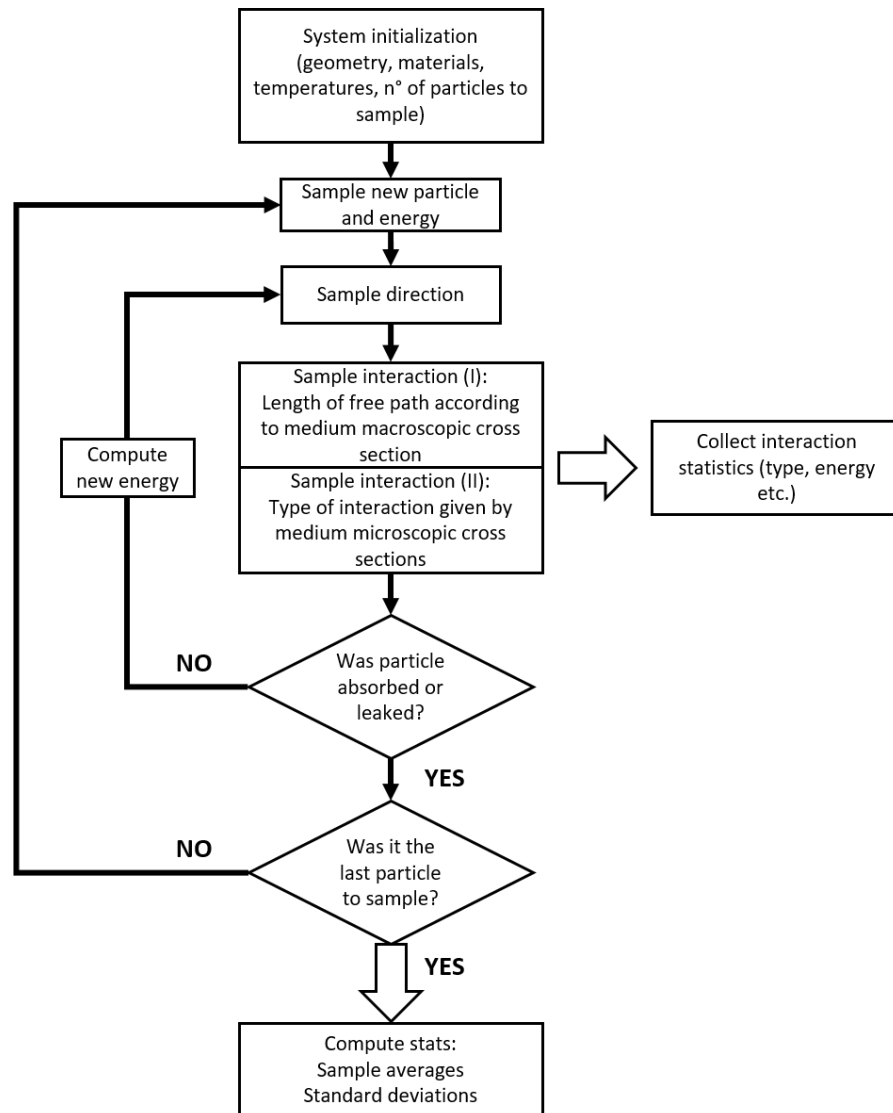 System initialization
(geometry, materials,
temperatures, n° of particles to
sample)
Sample new particle
and energy
Sample direction
Sample interaction (I):
Length of free path according
to medium macroscopic cross
section
Sample interaction (II):
Type of interaction given by
medium microscopic cross
sections
Collect interaction
statistics (type, energy
etc.)
Compute
new energy
Was particle
absorbed or
leaked?
NO
YES
Was it the
last particle
to sample?
NO
YES
Compute stats:
Sample averages
Standard deviations